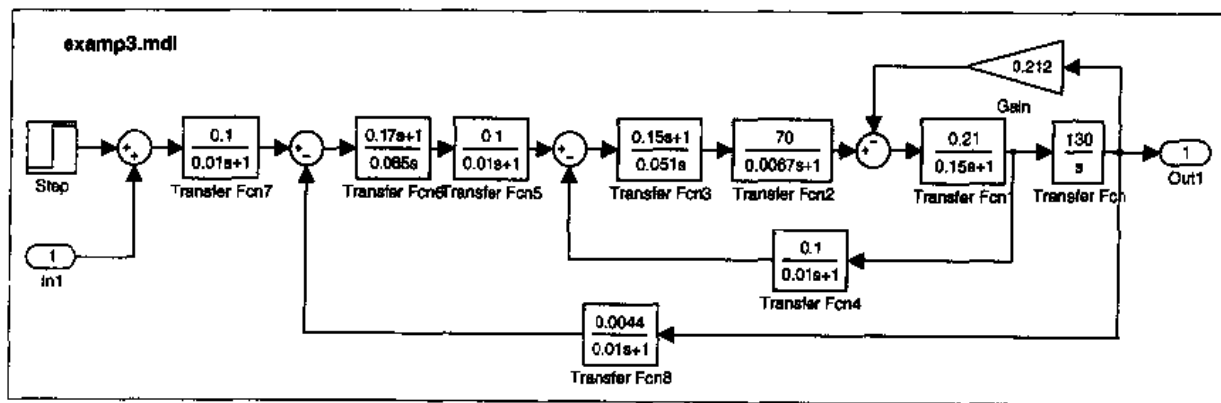 examp3.mdl
0.212
Gain
Step
++
0.1
0.01s+1
Transfer Fcn7
+-
0.17s+1
0.085s
Transfer Fcn6
0.1
0.01s+1
Transfer Fcn5
+-
0.15s+1
0.051s
Transfer Fcn3
70
0.0067s+1
Transfer Fcn2
-+
0.21
0.15s+1
Transfer Fcn1
130
s
Transfer Fcn
1
Out1
1
In1
0.1
0.01s+1
Transfer Fcn4
0.0044
0.01s+1
Transfer Fcn8